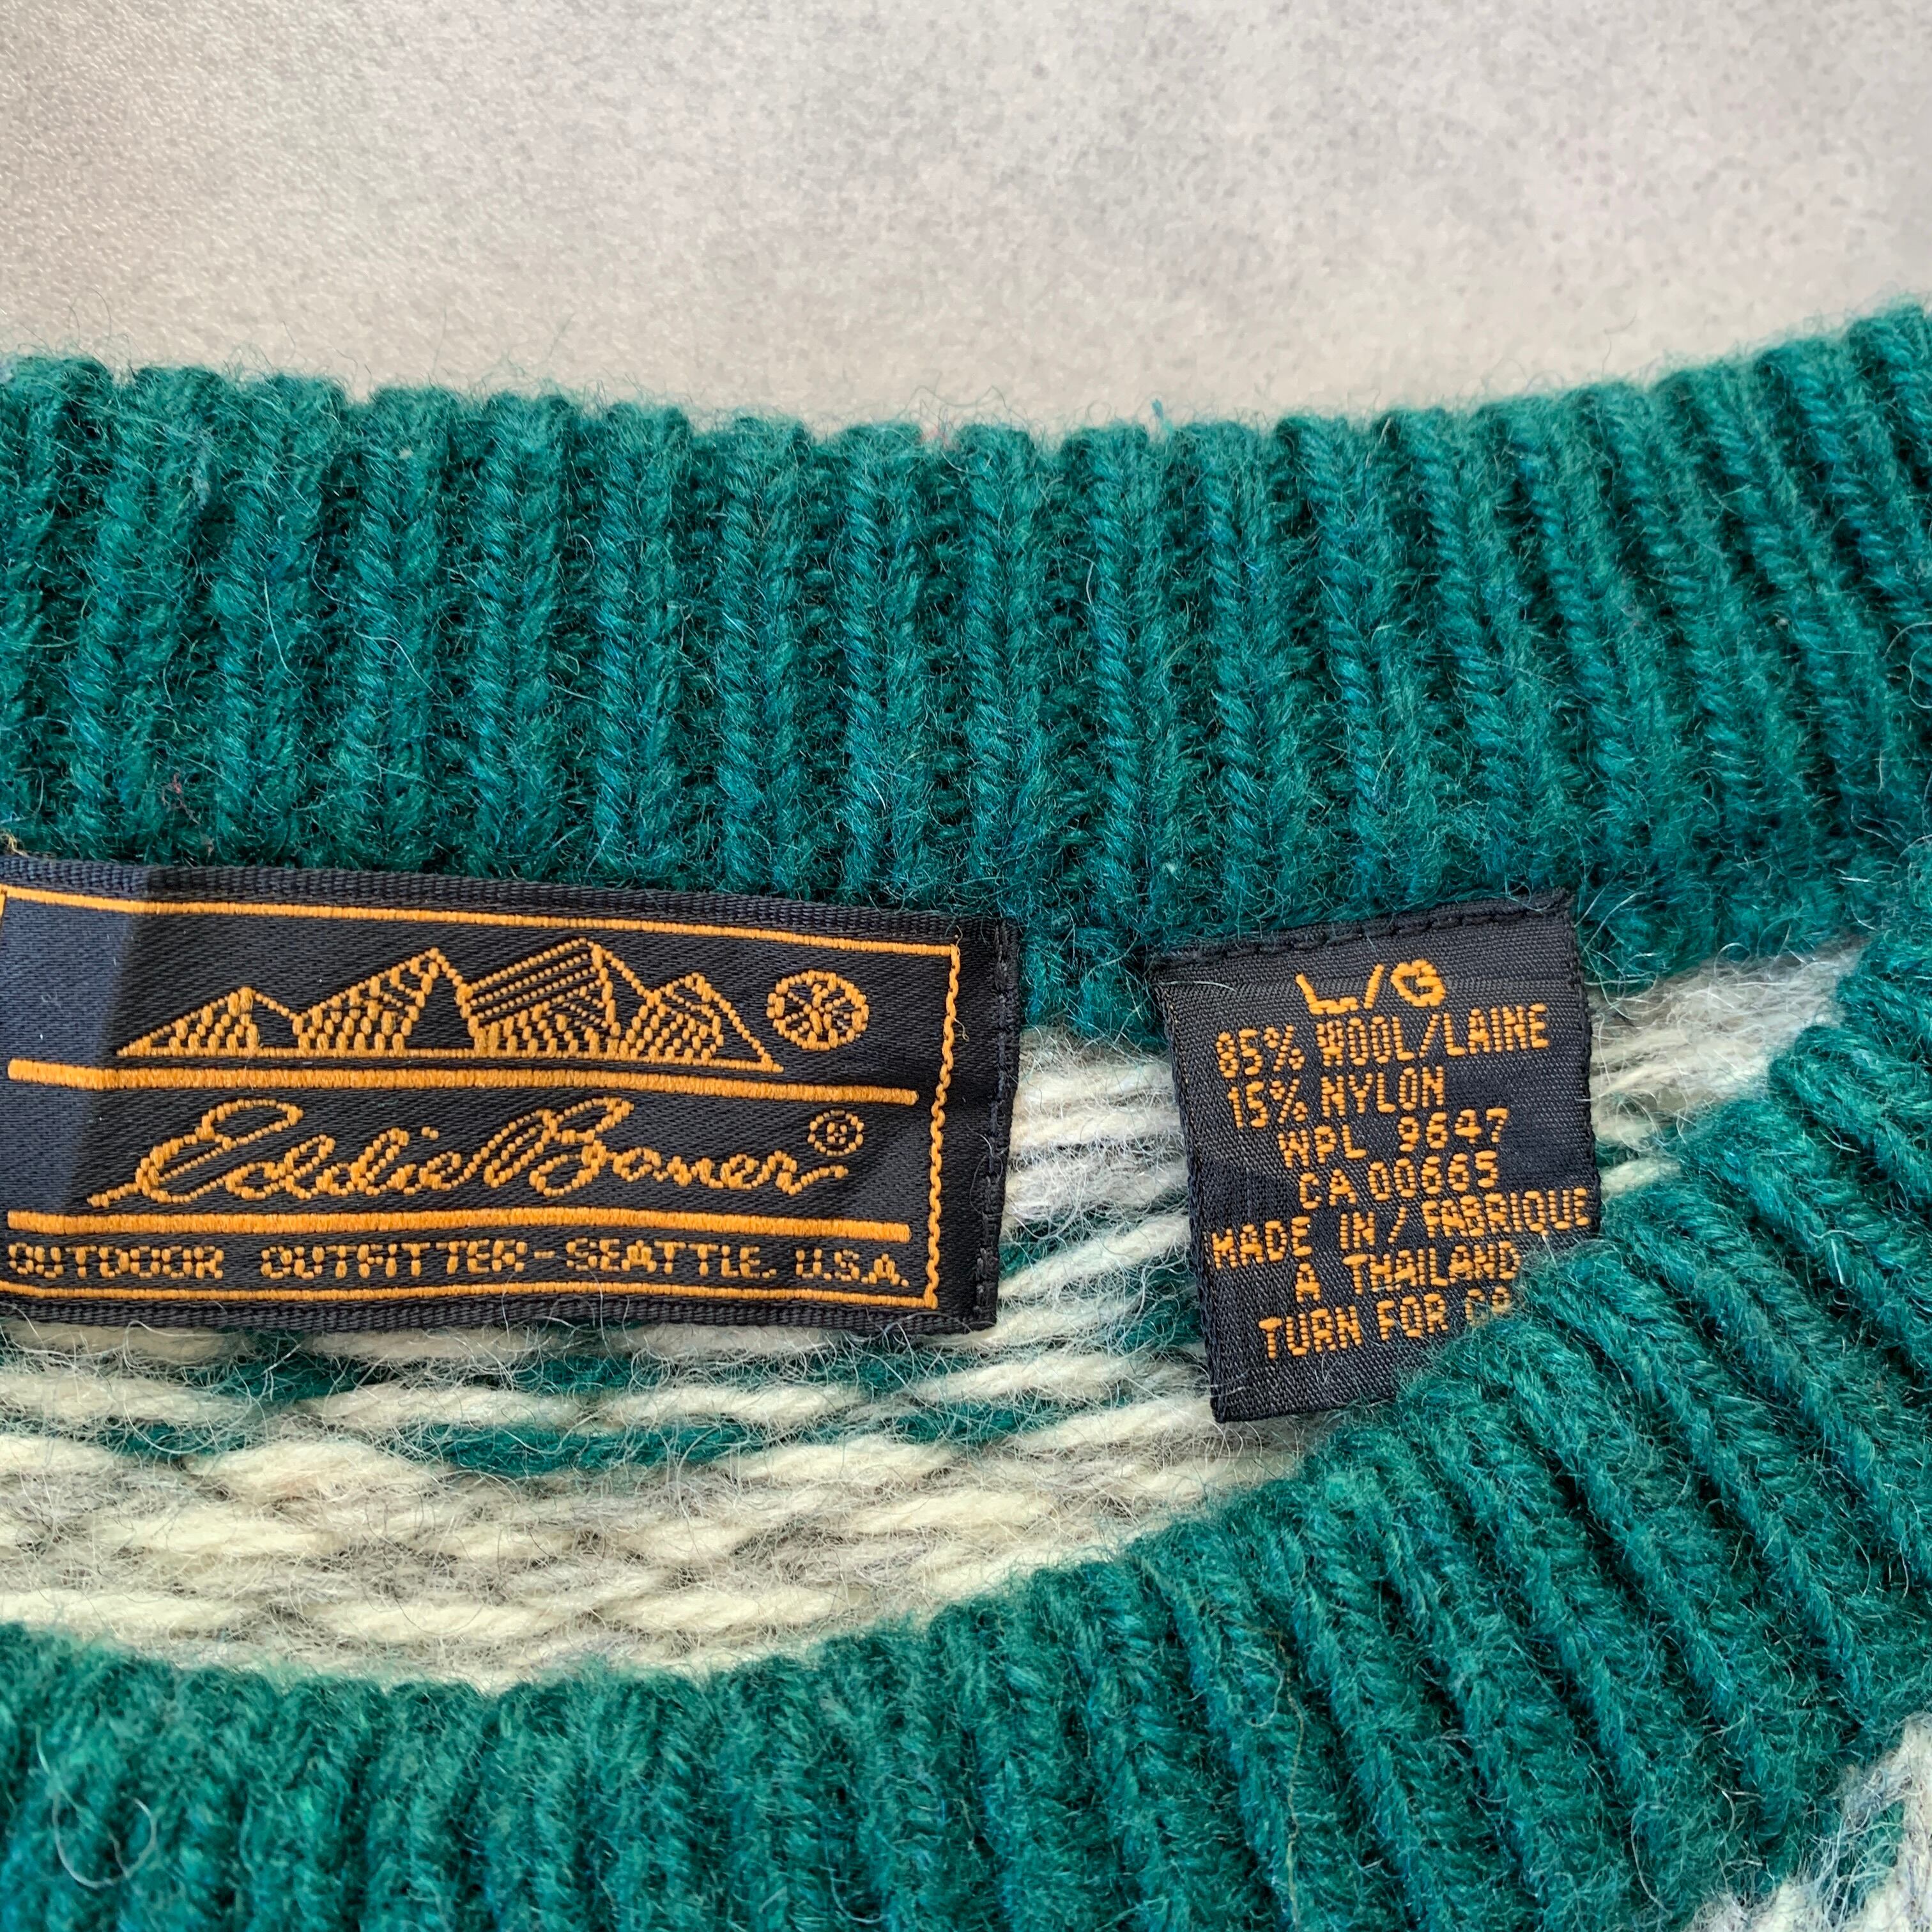 Eddie Bauer®
OUTDOOR OUTFITTER-SEATTLE, U.S.A.
L/G
85% WOOL/LAINE
15% NYLON
WPL 9647
CA 00665
MADE IN/FABRIQUE
A THAILAND
TURN FOR